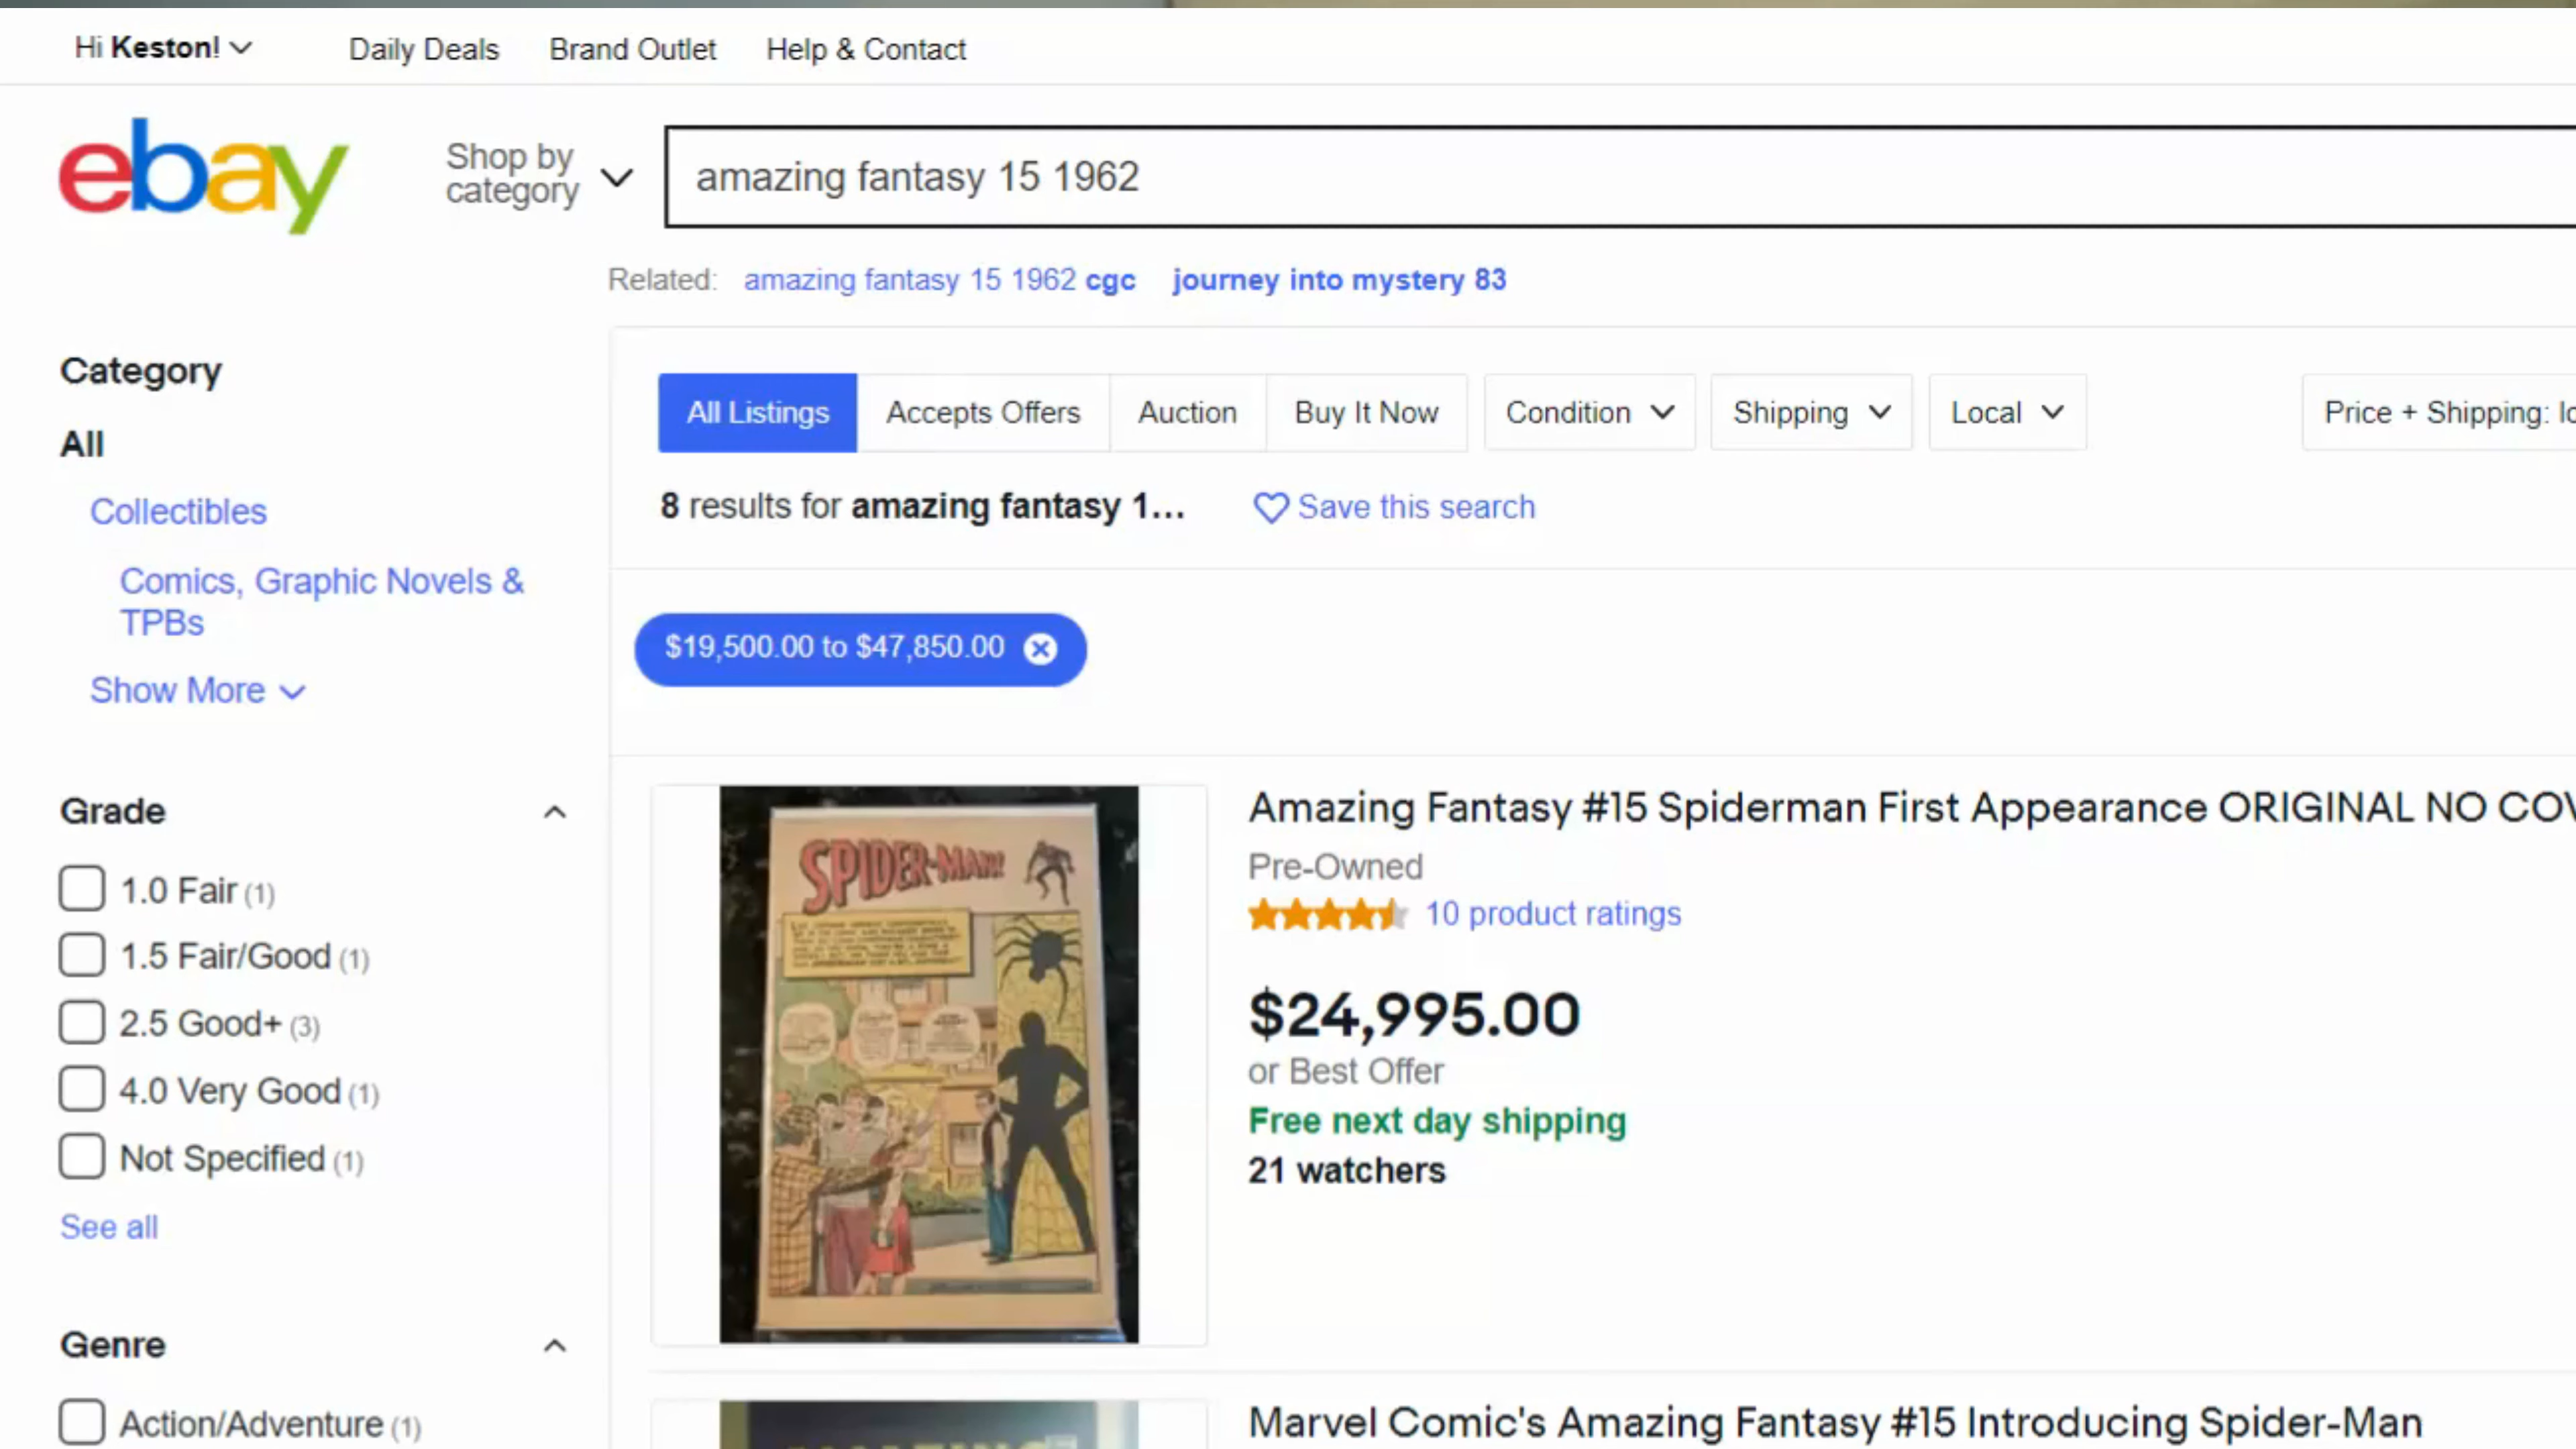 Hi Keston!
Daily Deals
Brand Outlet
Help & Contact
ebay
Shop by
category
amazing fantasy 15 1962
Related: amazing fantasy 15 1962 cgc journey into mystery 83
Category
All
Collectibles
Comics, Graphic Novels &
TPBs
Show More
Grade
1.0 Fair (1)
1.5 Fair/Good (1)
2.5 Good+ (3)
4.0 Very Good (1)
Not Specified (1)
See all
Genre
Action/Adventure (1)
All Listings
Accepts Offers
Auction
Buy It Now
Condition
Shipping
Local
Price + Shipping:
8 results for amazing fantasy 1...
Save this search
$19,500.00 to $47,850.00
SPIDER-MAN!
Amazing Fantasy #15 Spiderman First Appearance ORIGINAL NO
Pre-Owned
10 product ratings
$24,995.00
or Best Offer
Free next day shipping
21 watchers
Marvel Comic's Amazing Fantasy #15 Introducing Spider-Man